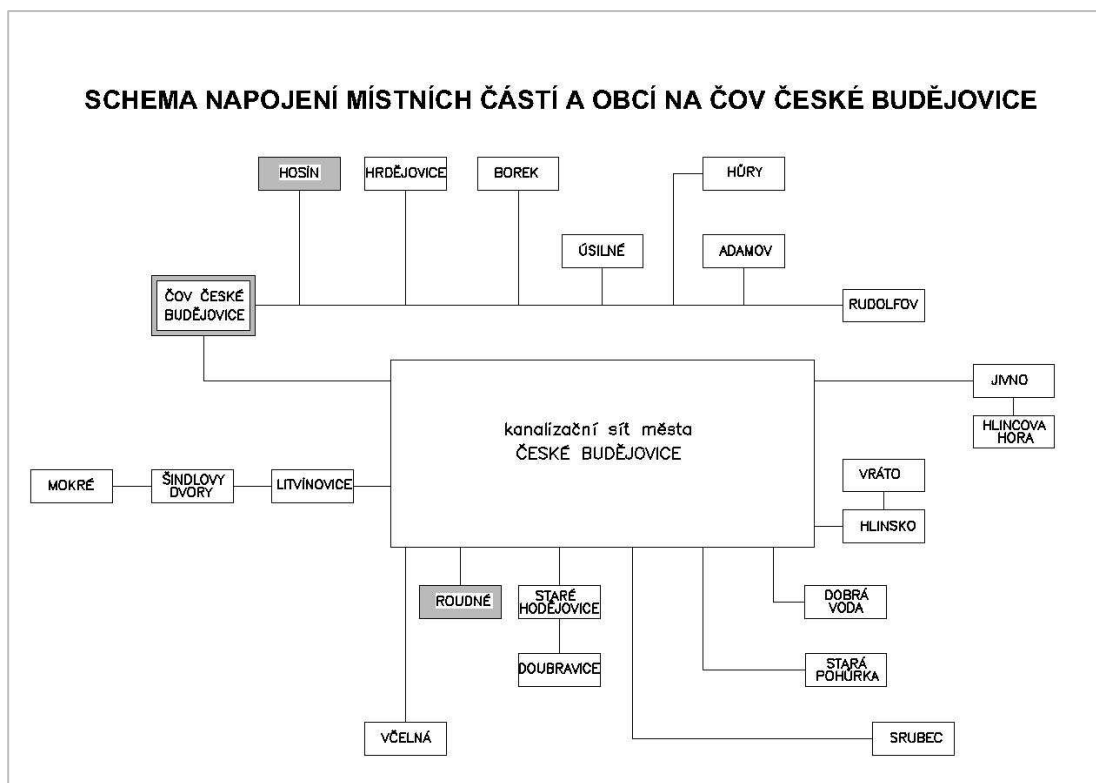 SCHEMA NAPOJENÍ MÍSTNÍCH ČÁSTÍ A OBCÍ NA ČOV ČESKÉ BUDĚJOVICE
HOSÍN
HRDĚJOVICE
BOREK
HŮRY
ÚSILNÉ
ADAMOV
ČOV ČESKÉ
BUDĚJOVICE
RUDOLFOV
JIVNO
HLINCOVA
HORA
kanalizační síť města
ČESKÉ BUDĚJOVICE
MOKRÉ
ŠINDLOVY
DVORY
LITVÍNOVICE
VRÁTO
HLINSKO
ROUDNÉ
STARÉ
HODĚJOVICE
DOBRÁ
VODA
DOUBRAVICE
STARÁ
POHŮRKA
VČELNÁ
SRUBEC